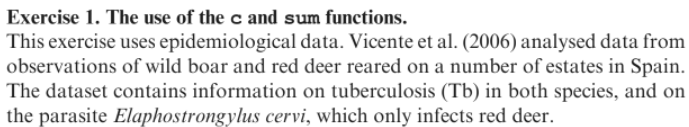 Exercise 1. The use of the c and sum functions.
This exercise uses epidemiological data. Vicente et al. (2006) analysed data from
observations of wild boar and red deer reared on a number of estates in Spain.
The dataset contains information on tuberculosis (Tb) in both species, and on
the parasite Elaphostrongylus cervi, which only infects red deer.